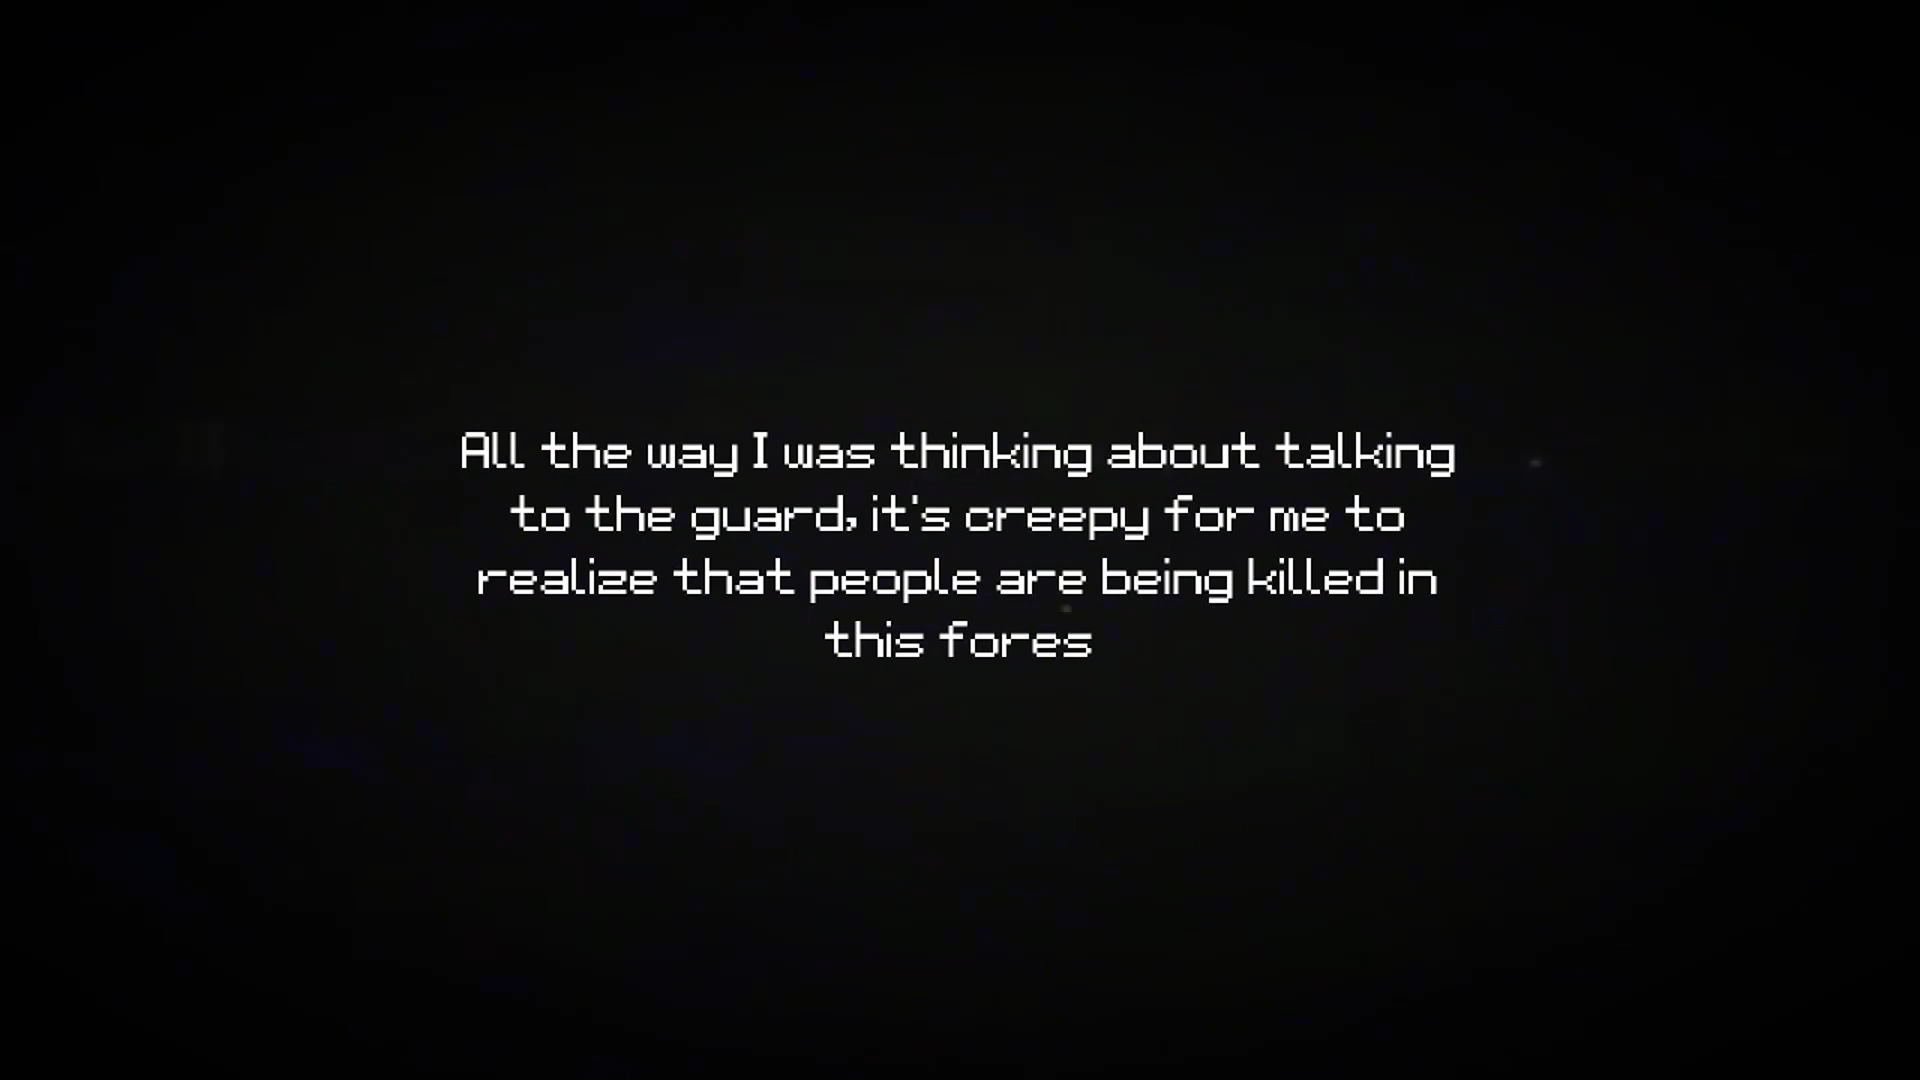 All the way I was thinking about talking
to the guard, it's creepy for me to
realize that people are being killed in
this fores